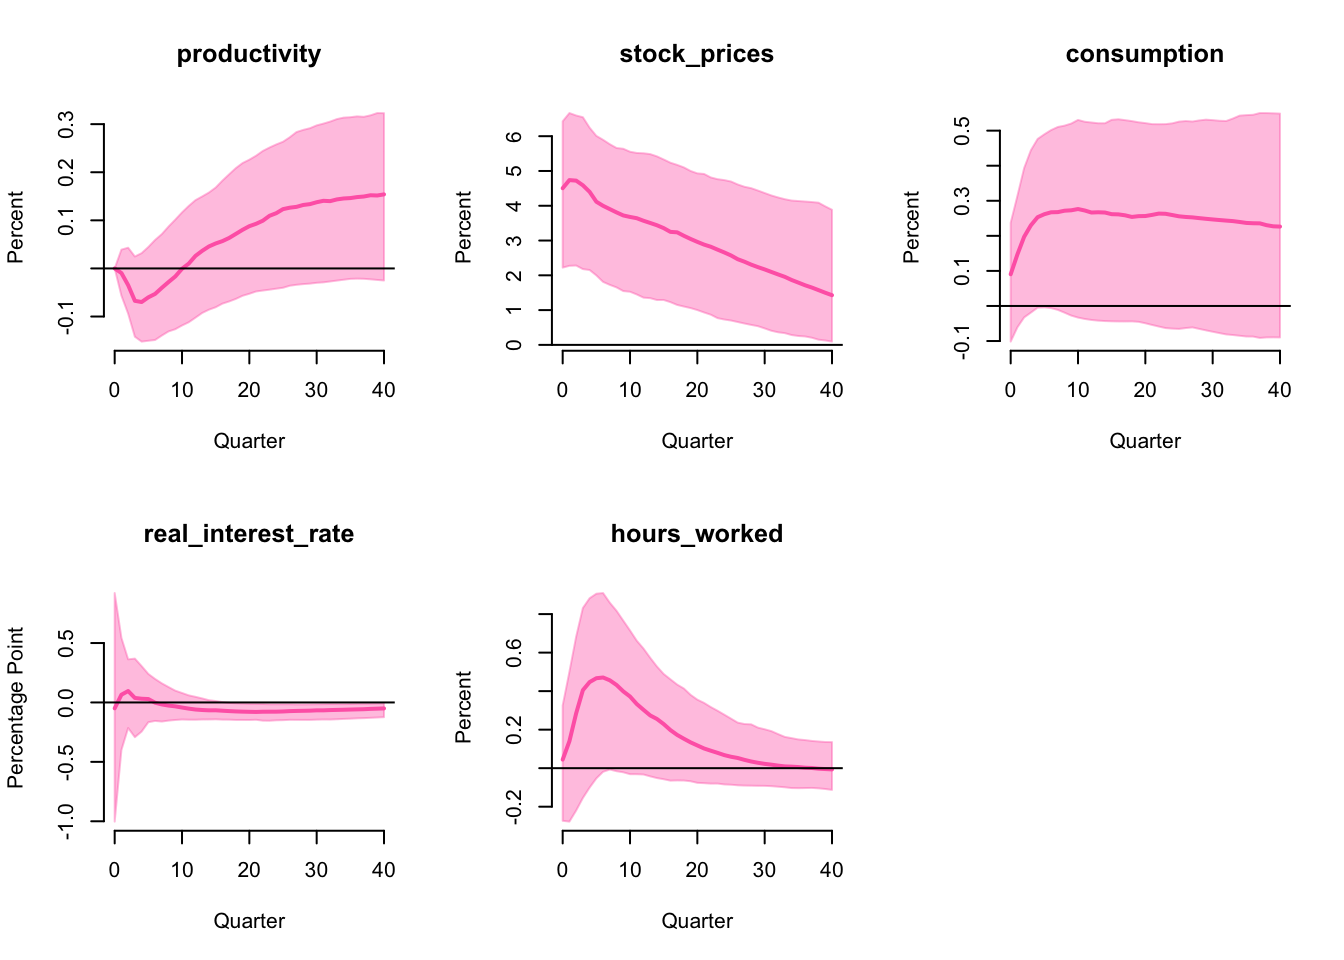 productivity
Percent
0.3
0.2
0.1
-0.1
0 10 20 30 40
Quarter
stock_prices
Percent
6
5
4
3
2
1
0
0 10 20 30 40
Quarter
consumption
Percent
0.5
0.3
0.1
-0.1
0 10 20 30 40
Quarter
real_interest_rate
Percentage Point
0.5
0.0
-0.5
-1.0
0 10 20 30 40
Quarter
hours_worked
Percent
0.6
0.2
-0.2
0 10 20 30 40
Quarter